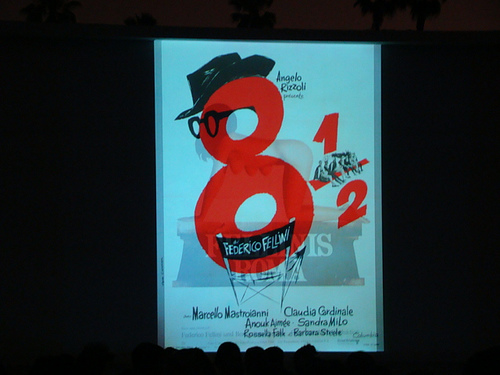 Angelo
Rizzoli
presents
8 1/2
di
FEDERICO FELLINI
Marcello Mastroianni Claudia Cardinale
Anouk Aimée Sandra Milo
Rossella Falk Barbara Steele